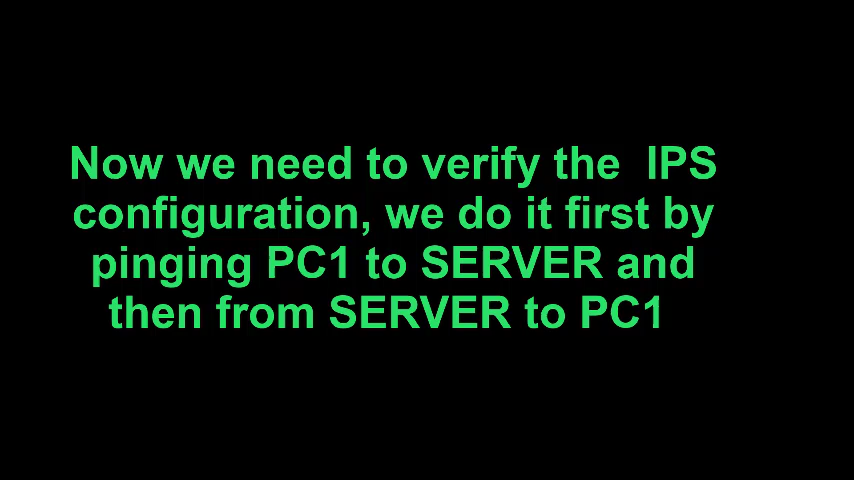 Now we need to verify the  IPS
configuration, we do it first by
pinging PC1 to SERVER and
then from SERVER to PC1